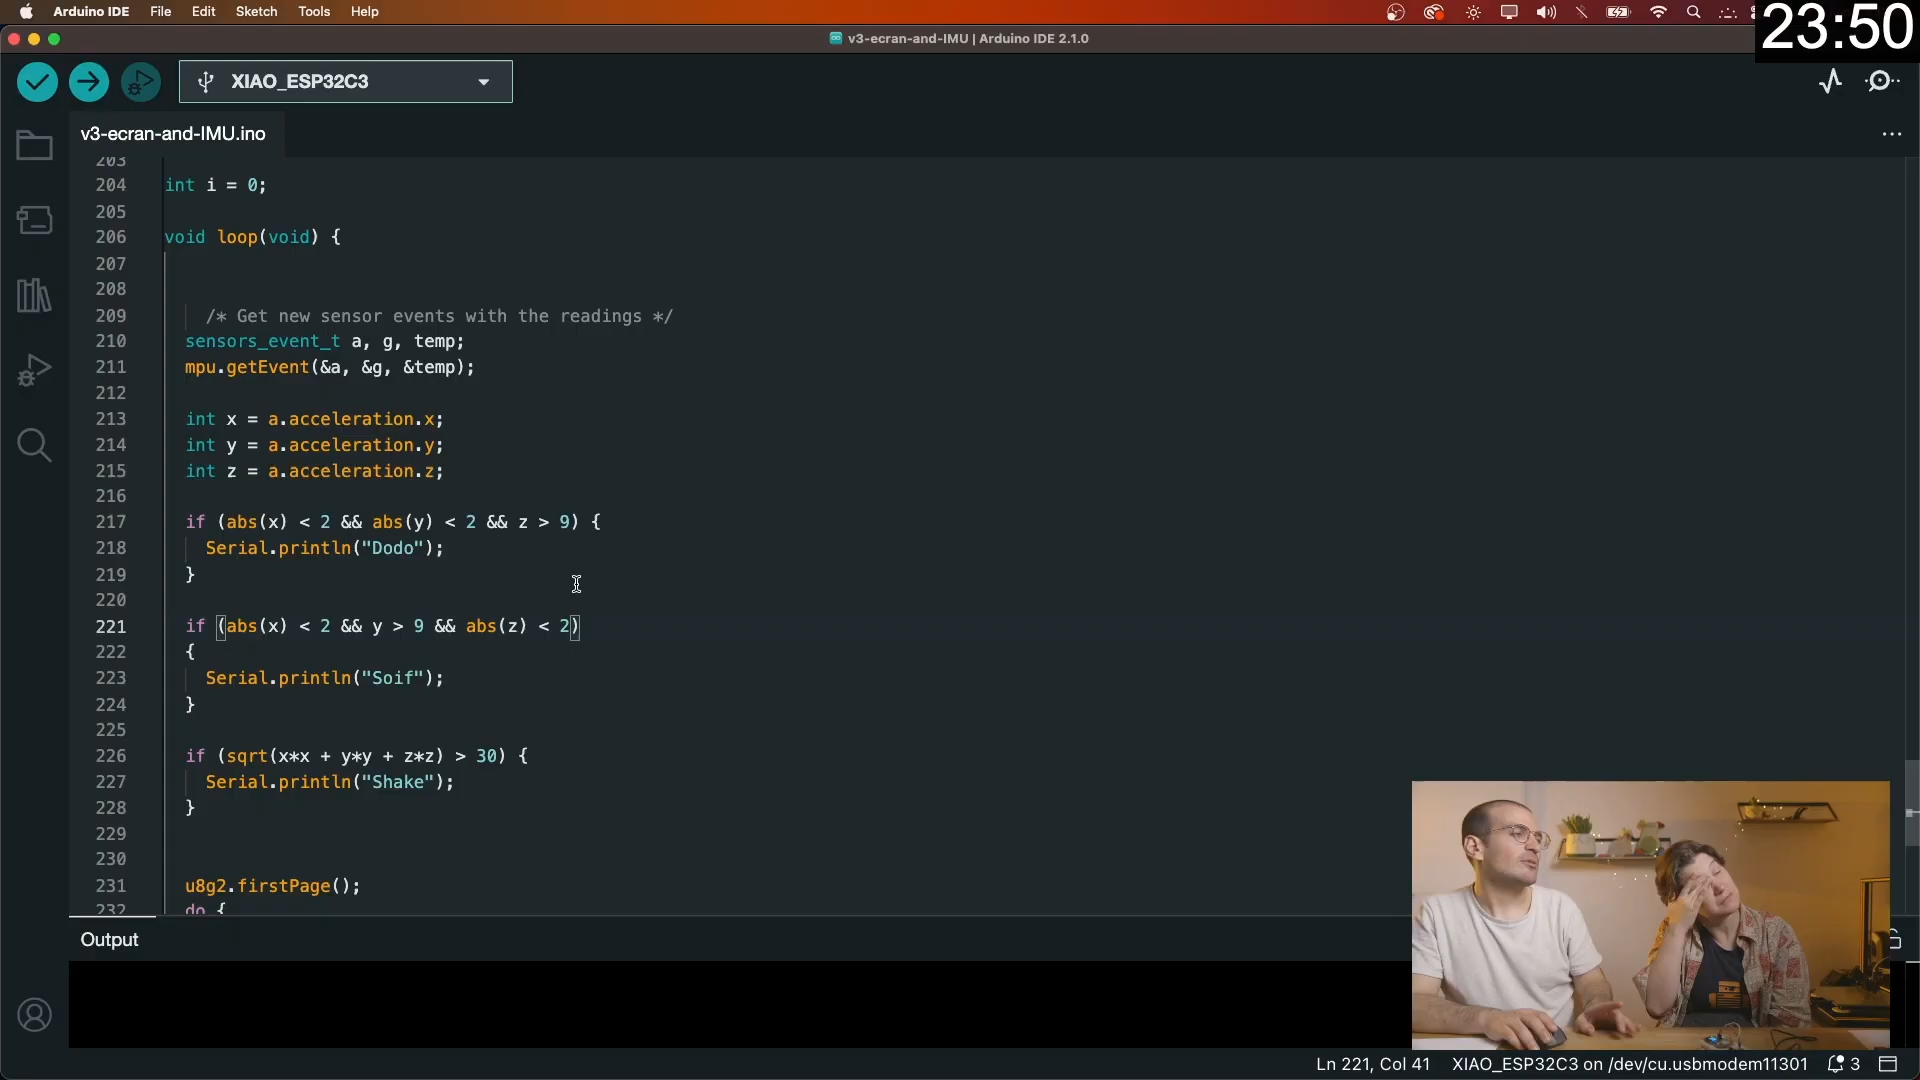 Arduino IDE File Edit Sketch Tools Help
23:50
v3-ecran-and-IMU | Arduino IDE 2.1.0
XIAO_ESP32C3
v3-ecran-and-IMU.ino
203
204 int i = 0;
205
206 void loop(void) {
207
208
209 /* Get new sensor events with the readings */
210 sensors_event_t a, g, temp;
211 mpu.getEvent(&a, &g, &temp);
212
213 int x = a.acceleration.x;
214 int y = a.acceleration.y;
215 int z = a.acceleration.z;
216
217 if (abs(x) < 2 && abs(y) < 2 && z > 9) {
218 Serial.println("Dodo");
219 }
220
221 if (abs(x) < 2 && y > 9 && abs(z) < 2)
222 {
223 Serial.println("Soif");
224 }
225
226 if (sqrt(x*x + y*y + z*z) > 30) {
227 Serial.println("Shake");
228 }
229
230
231 u8g2.firstPage();
232 do {
Output
Ln 221, Col 41 XIAO_ESP32C3 on /dev/cu.usbmodem11301 3